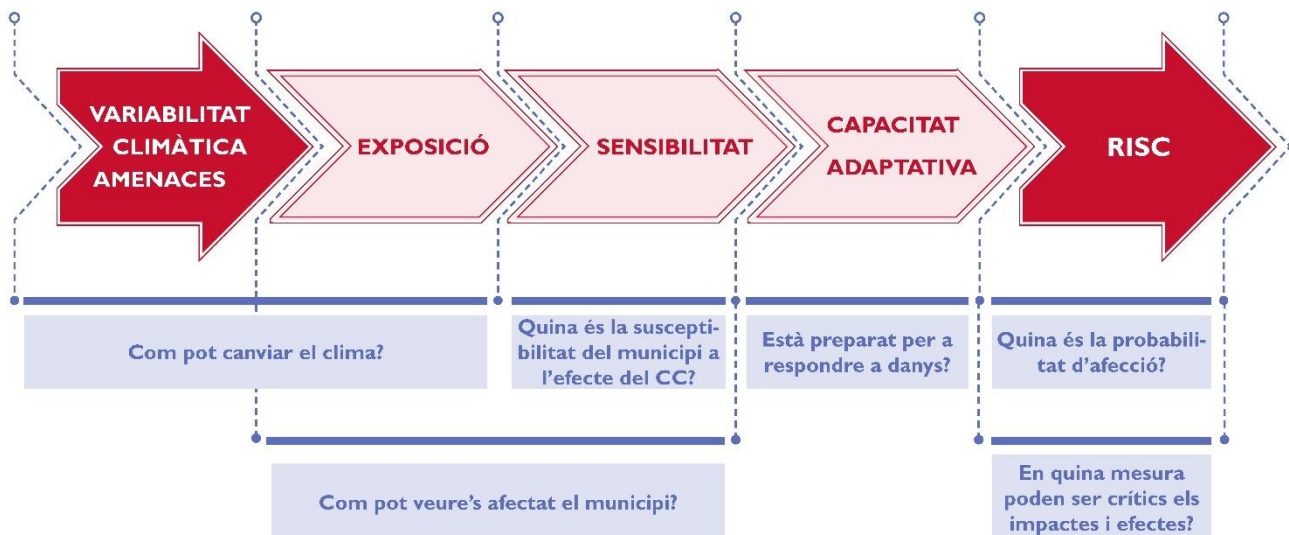 VARIABILITAT
CLIMÀTICA
AMENACES
EXPOSICIÓ
SENSIBILITAT
CAPACITAT
ADAPTATIVA
RISC
Com pot canviar el clima?
Quina és la suscepti-
bilitat del municipi a
l'efecte del CC?
Està preparat per a
respondre a danys?
Quina és la probabili-
tat d'afecció?
Com pot veure's afectat el municipi?
En quina mesura
poden ser crítics els
impactes i efectes?